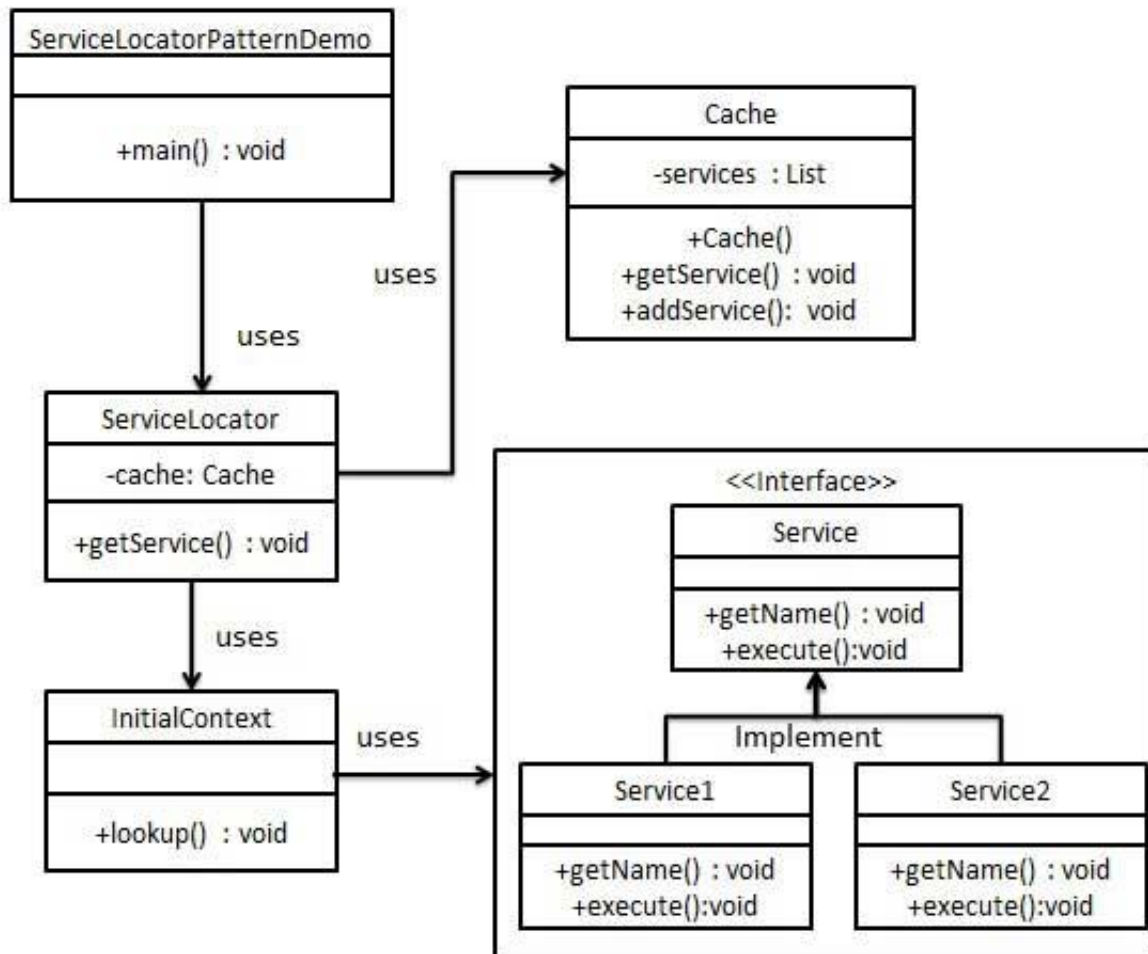 ServiceLocatorPatternDemo
+main() : void
uses
ServiceLocator
-cache: Cache
+getService() : void
uses
Cache
-services : List
+Cache()
+getService() : void
+addService(): void
uses
InitialContext
+lookup() : void
uses
<<Interface>>
Service
+getName() : void
+execute():void
Implement
Service1
+getName() : void
+execute():void
Service2
+getName() : void
+execute():void